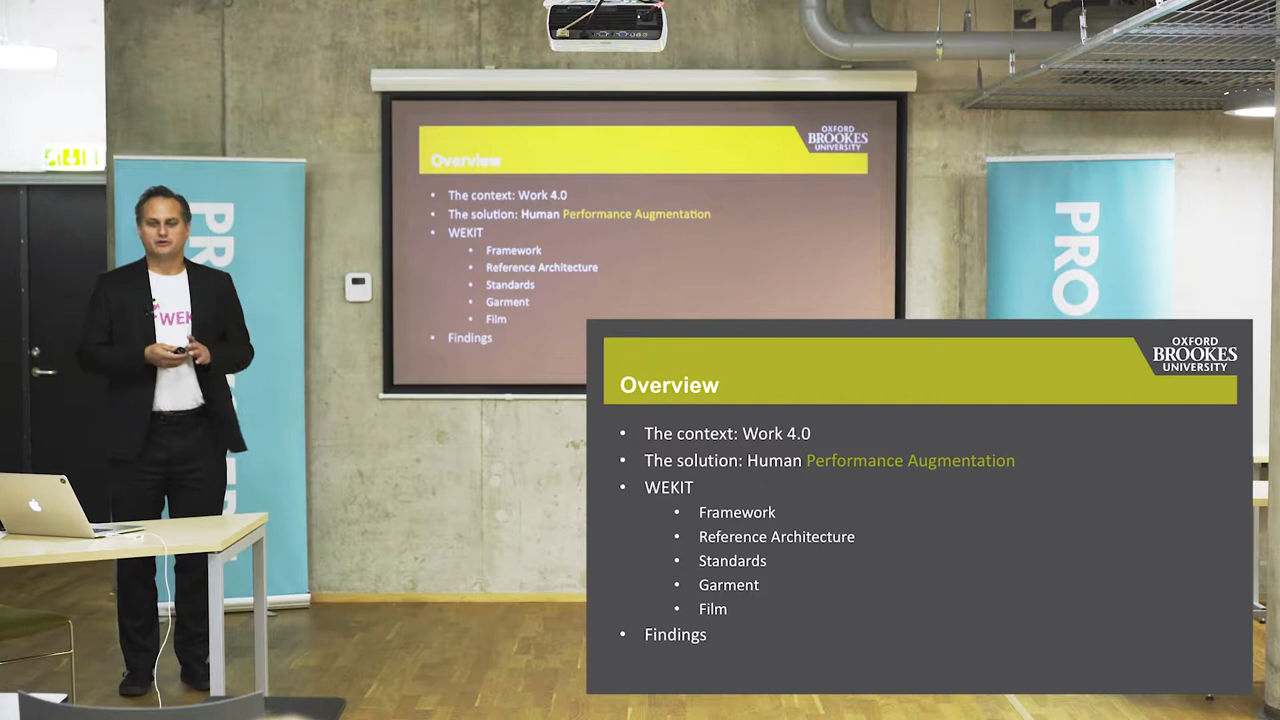 OXFORD
BROOKES
UNIVERSITY
Overview
• The context: Work 4.0
• The solution: Human Performance Augmentation
• WEKIT
• Framework
• Reference Architecture
• Standards
• Garment
• Film
• Findings
WEK
PRO
OXFORD
BROOKES
UNIVERSITY
Overview
• The context: Work 4.0
• The solution: Human Performance Augmentation
• WEKIT
• Framework
• Reference Architecture
• Standards
• Garment
• Film
• Findings